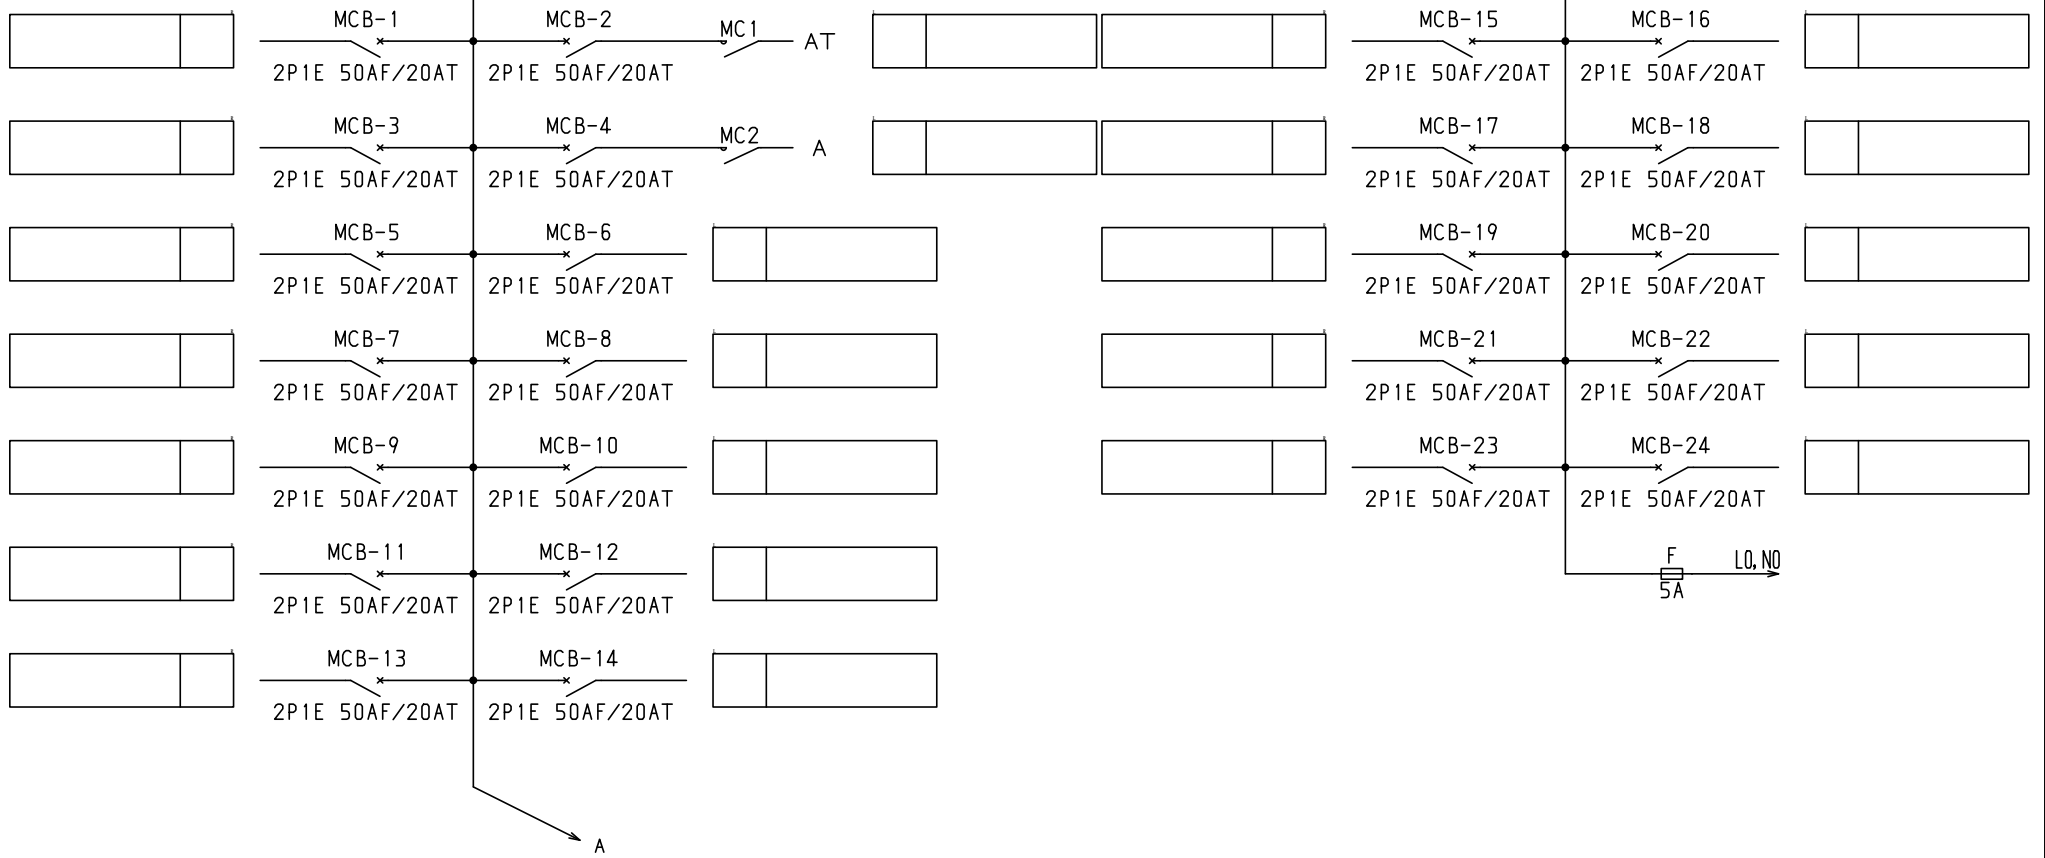 MCB-1 MCB-2 MC1 AT
2P1E 50AF/20AT 2P1E 50AF/20AT
MCB-3 MCB-4 MC2 A
2P1E 50AF/20AT 2P1E 50AF/20AT
MCB-5 MCB-6
2P1E 50AF/20AT 2P1E 50AF/20AT
MCB-7 MCB-8
2P1E 50AF/20AT 2P1E 50AF/20AT
MCB-9 MCB-10
2P1E 50AF/20AT 2P1E 50AF/20AT
MCB-11 MCB-12
2P1E 50AF/20AT 2P1E 50AF/20AT
MCB-13 MCB-14
2P1E 50AF/20AT 2P1E 50AF/20AT
A
MCB-15 MCB-16
2P1E 50AF/20AT 2P1E 50AF/20AT
MCB-17 MCB-18
2P1E 50AF/20AT 2P1E 50AF/20AT
MCB-19 MCB-20
2P1E 50AF/20AT 2P1E 50AF/20AT
MCB-21 MCB-22
2P1E 50AF/20AT 2P1E 50AF/20AT
MCB-23 MCB-24
2P1E 50AF/20AT 2P1E 50AF/20AT
F L0,N0
5A